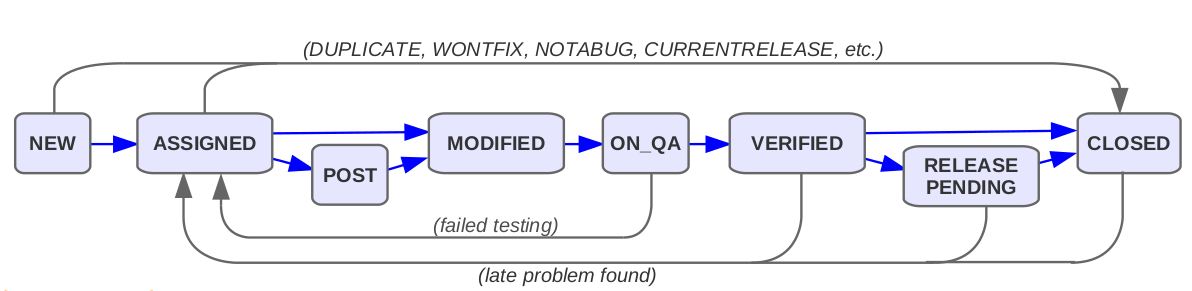 (DUPLICATE, WONTFIX, NOTABUG, CURRENTRELEASE, etc.)
NEW
ASSIGNED
POST
MODIFIED
ON_QA
VERIFIED
RELEASE
PENDING
CLOSED
(failed testing)
(late problem found)